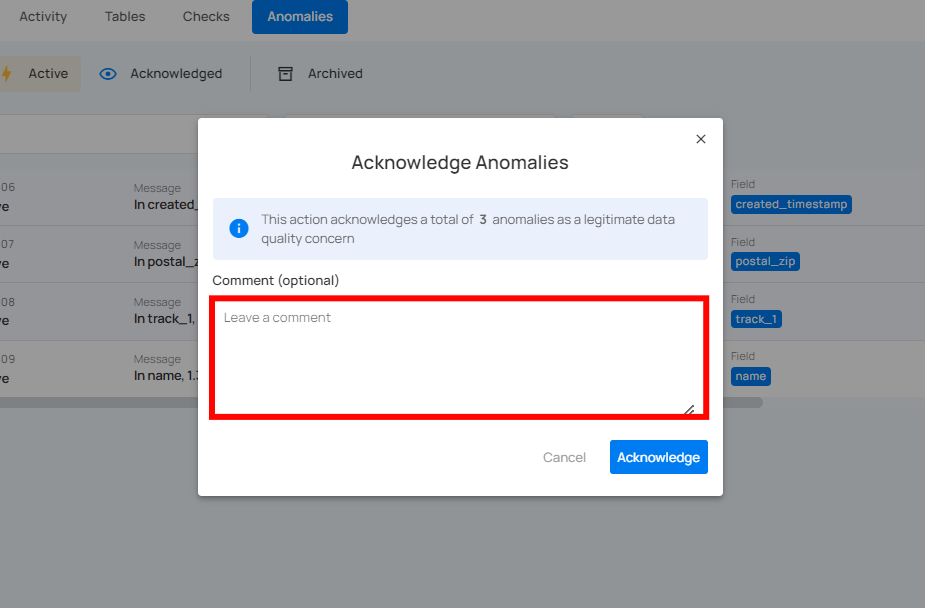 Activity Tables Checks Anomalies
Active Acknowledged Archived
Acknowledge Anomalies
This action acknowledges a total of 3 anomalies as a legitimate data
quality concern
Comment (optional)
Leave a comment
Cancel Acknowledge
06 Message Field
ve In created_ created_timestamp
07 Message Field
ve In postal_z postal_zip
08 Message Field
ve In track_1, track_1
09 Message Field
ve In name, 1.3 name